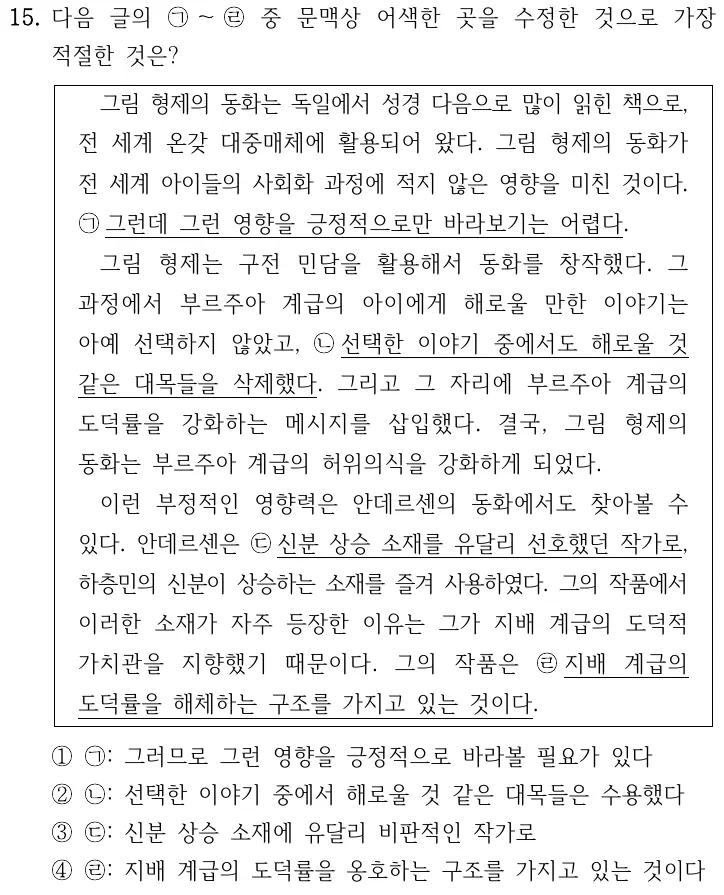 15. 다음 글의 ㉠ ~ ㉣ 중 문맥상 어색한 곳을 수정한 것으로 가장
적절한 것은?
그림 형제의 동화는 독일에서 성경 다음으로 많이 읽힌 책으로,
전 세계 온갖 대중매체에 활용되어 왔다. 그림 형제의 동화가
전 세계 아이들의 사회화 과정에 적지 않은 영향을 미친 것이다.
㉠ 그런데 그런 영향을 긍정적으로만 바라보기는 어렵다.
그림 형제는 구전 민담을 활용해서 동화를 창작했다. 그
과정에서 부르주아 계급의 아이에게 해로울 만한 이야기는
아예 선택하지 않았고, ㉡ 선택한 이야기 중에서도 해로울 것
같은 대목들을 삭제했다. 그리고 그 자리에 부르주아 계급의
도덕률을 강화하는 메시지를 삽입했다. 결국, 그림 형제의
동화는 부르주아 계급의 허위의식을 강화하게 되었다.
이런 부정적인 영향력은 안데르센의 동화에서도 찾아볼 수
있다. 안데르센은 ㉢ 신분 상승 소재를 유달리 선호했던 작가로,
하층민의 신분이 상승하는 소재를 즐겨 사용하였다. 그의 작품에서
이러한 소재가 자주 등장한 이유는 그가 지배 계급의 도덕적
가치관을 지향했기 때문이다. 그의 작품은 ㉣ 지배 계급의
도덕률을 해체하는 구조를 가지고 있는 것이다.
① ㉠: 그러므로 그런 영향을 긍정적으로 바라볼 필요가 있다
② ㉡: 선택한 이야기 중에서 해로울 것 같은 대목들은 수용했다
③ ㉢: 신분 상승 소재에 유달리 비판적인 작가로
④ ㉣: 지배 계급의 도덕률을 옹호하는 구조를 가지고 있는 것이다